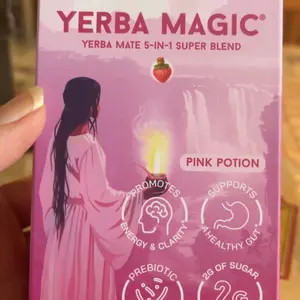 YERBA MAGIC®
YERBA MATE 5-IN-1 SUPER BLEND
PINK POTION
PROMOTES
ENERGY & CLARITY
SUPPORTS
A HEALTHY GUT
PREBIOTIC
2G OF SUGAR
2G